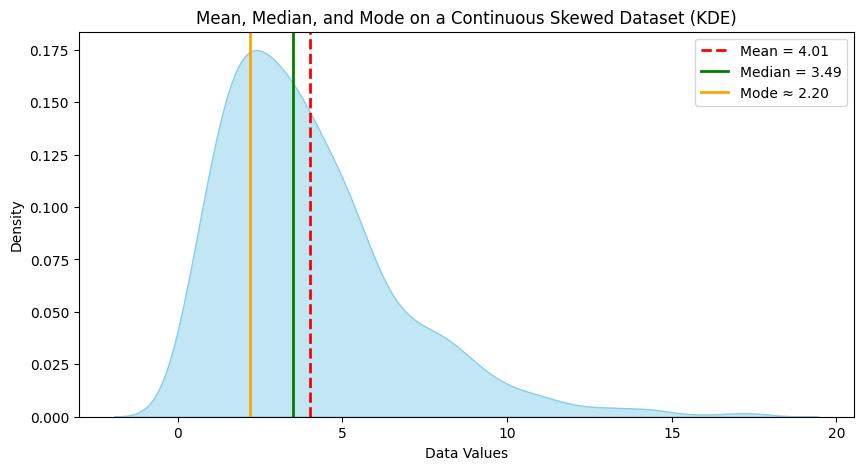 Mean, Median, and Mode on a Continuous Skewed Dataset (KDE)
Mean = 4.01
Median = 3.49
Mode ≈ 2.20
0.175
0.150
0.125
0.100
0.075
0.050
0.025
0.000
Density
0 5 10 15 20
Data Values